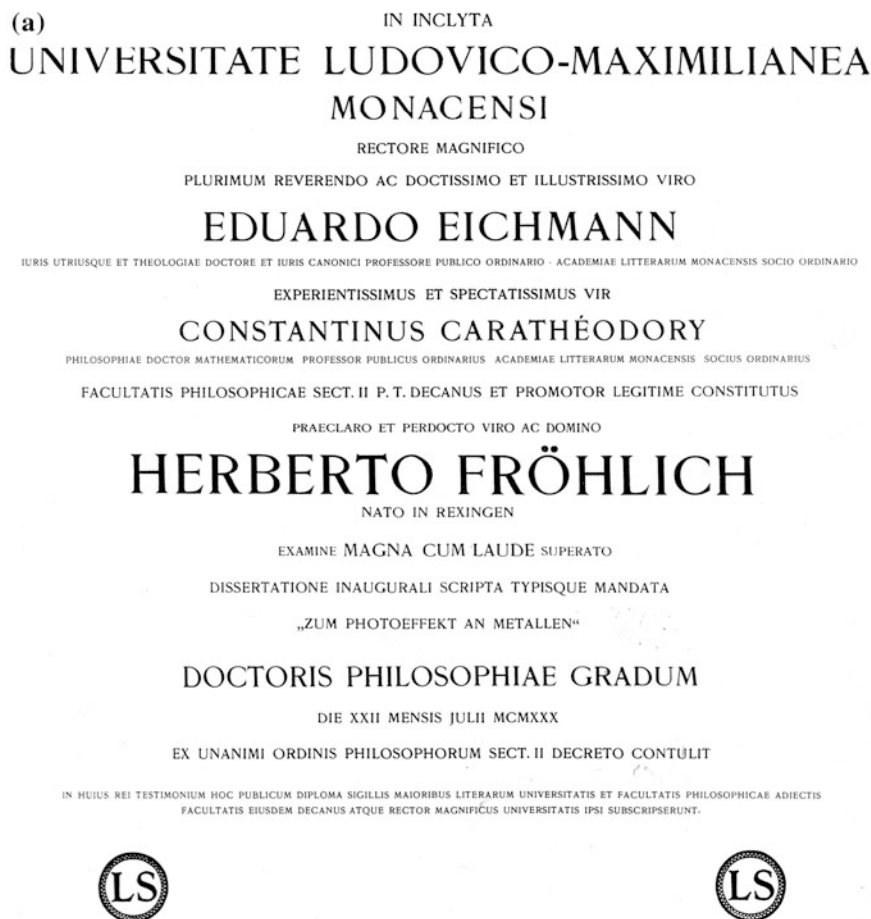 (a)
IN INCLYTA
UNIVERSITATE LUDOVICO-MAXIMILIANEA
MONACENSI
RECTORE MAGNIFICO
PLURIMUM REVERENDO AC DOCTISSIMO ET ILLUSTRISSIMO VIRO
EDUARDO EICHMANN
IURIS UTRIUSQUE ET THEOLOGIAE DOCTORE ET IURIS CANONICI PROFESSORE PUBLICO ORDINARIO - ACADEMIAE LITTERARUM MONACENSIS SOCIO ORDINARIO
EXPERIENTISSIMUS ET SPECTATISSIMUS VIR
CONSTANTINUS CARATHÉODORY
PHILOSOPHIAE DOCTOR MATHEMATICORUM PROFESSOR PUBLICUS ORDINARIUS ACADEMIAE LITTERARUM MONACENSIS SOCIUS ORDINARIUS
FACULTATIS PHILOSOPHICAE SECT. II P. T. DECANUS ET PROMOTOR LEGITIME CONSTITUTUS
PRAECLARO ET PERDOCTO VIRO AC DOMINO
HERBERTO FRÖHLICH
NATO IN REXINGEN
EXAMINE MAGNA CUM LAUDE SUPERATO
DISSERTATIONE INAUGURALI SCRIPTA TYPISQUE MANDATA
„ZUM PHOTOEFFEKT AN METALLEN“
DOCTORIS PHILOSOPHIAE GRADUM
DIE XXII MENSIS JULII MCMXXX
EX UNANIMI ORDINIS PHILOSOPHORUM SECT. II DECRETO CONTULIT
IN HUIUS REI TESTIMONIUM HOC PUBLICUM DIPLOMA SIGILLIS MAIORIBUS LITERARUM UNIVERSITATIS ET FACULTATIS PHILOSOPHICAE ADIECTIS
FACULTATIS EIUSDEM DECANUS ATQUE RECTOR MAGNIFICUS UNIVERSITATIS IPSI SUBSCRIPSERUNT.
LS LS